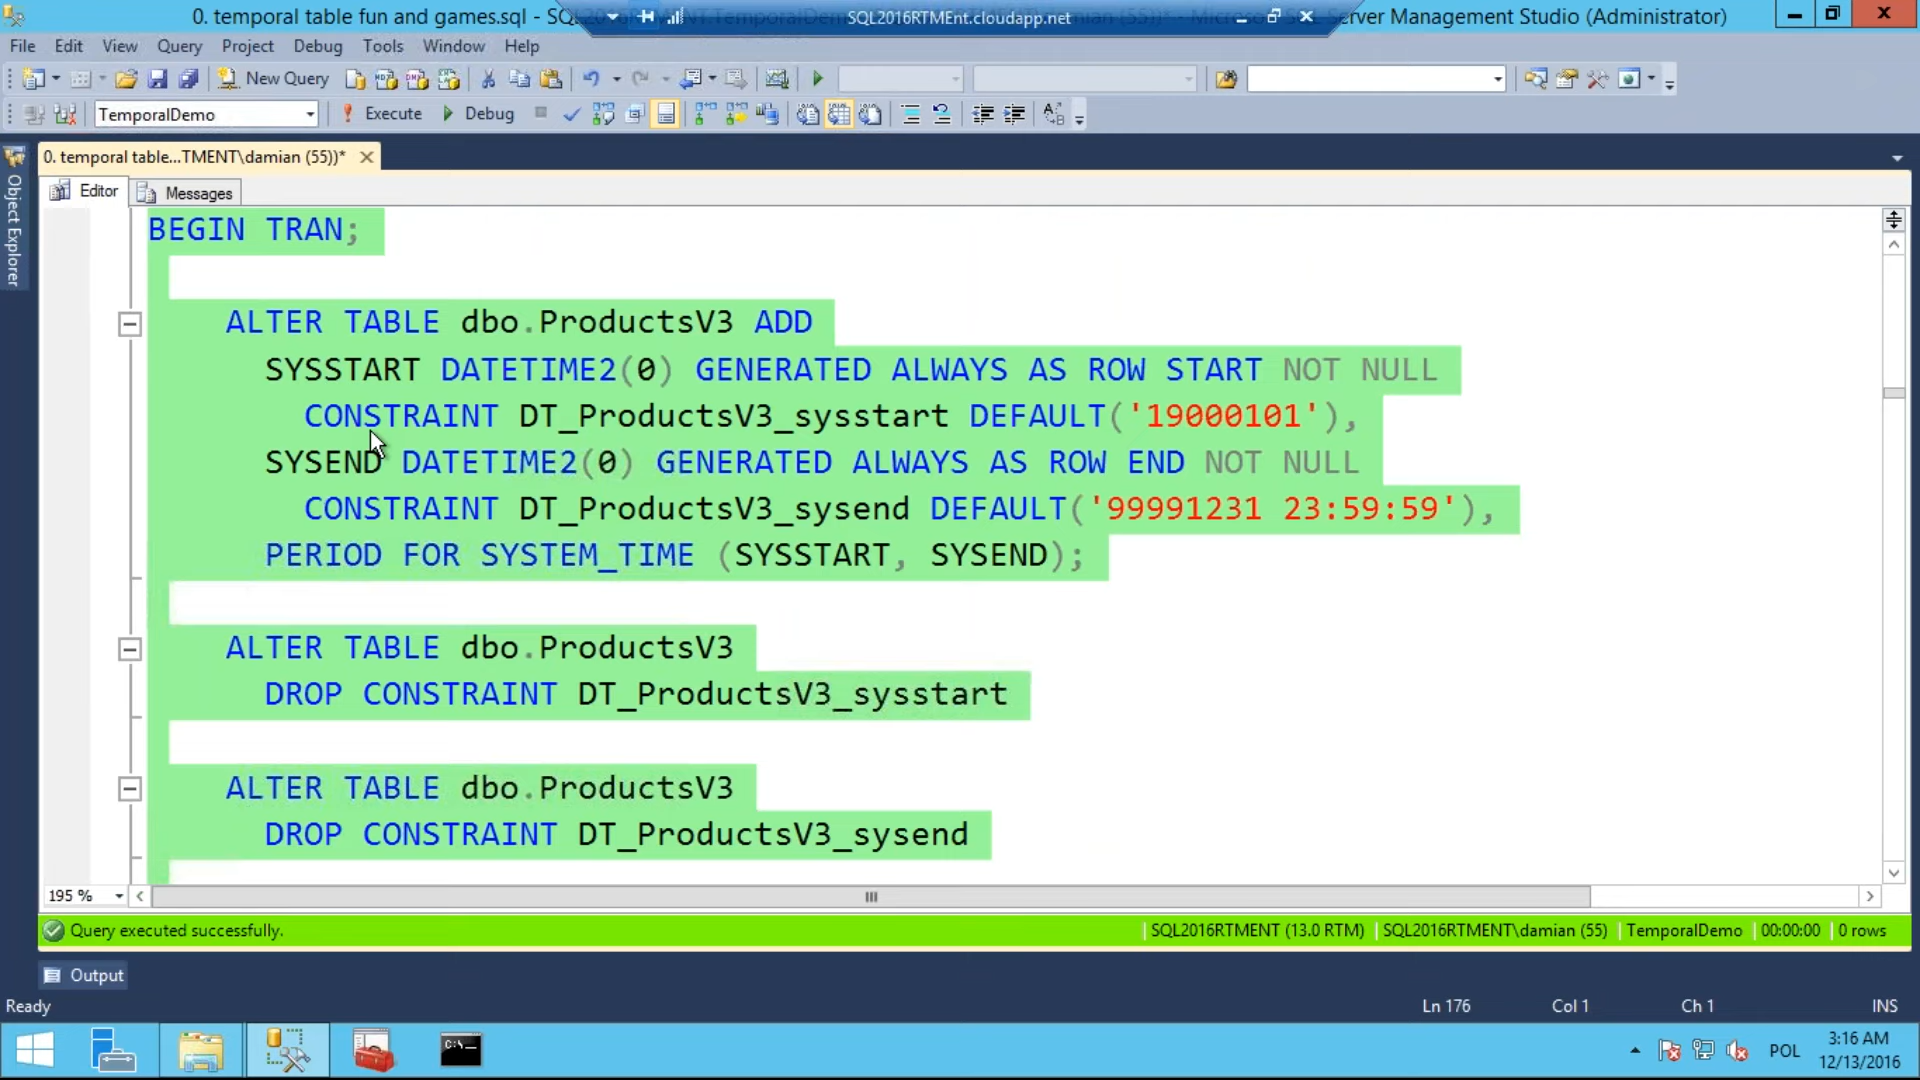 0. temporal table fun and games.sql - SQL2016RTMENT.TemporalDemo
SQL2016RTMEnt.cloudapp.net
Server Management Studio (Administrator)
File Edit View Query Project Debug Tools Window Help
New Query
TemporalDemo
Execute
Debug
0. temporal table...TMENT\damian (55))*
Object Explorer
Editor
Messages
BEGIN TRAN;
ALTER TABLE dbo.ProductsV3 ADD
SYSSTART DATETIME2(0) GENERATED ALWAYS AS ROW START NOT NULL
CONSTRAINT DT_ProductsV3_sysstart DEFAULT('19000101'),
SYSEND DATETIME2(0) GENERATED ALWAYS AS ROW END NOT NULL
CONSTRAINT DT_ProductsV3_sysend DEFAULT('99991231 23:59:59'),
PERIOD FOR SYSTEM_TIME (SYSSTART, SYSEND);
ALTER TABLE dbo.ProductsV3
DROP CONSTRAINT DT_ProductsV3_sysstart
ALTER TABLE dbo.ProductsV3
DROP CONSTRAINT DT_ProductsV3_sysend
195 %
Query executed successfully.
SQL2016RTMENT (13.0 RTM)
SQL2016RTMENT\damian (55)
TemporalDemo
00:00:00
0 rows
Output
Ready
Ln 176
Col 1
Ch 1
INS
C:\_
POL
3:16 AM
12/13/2016